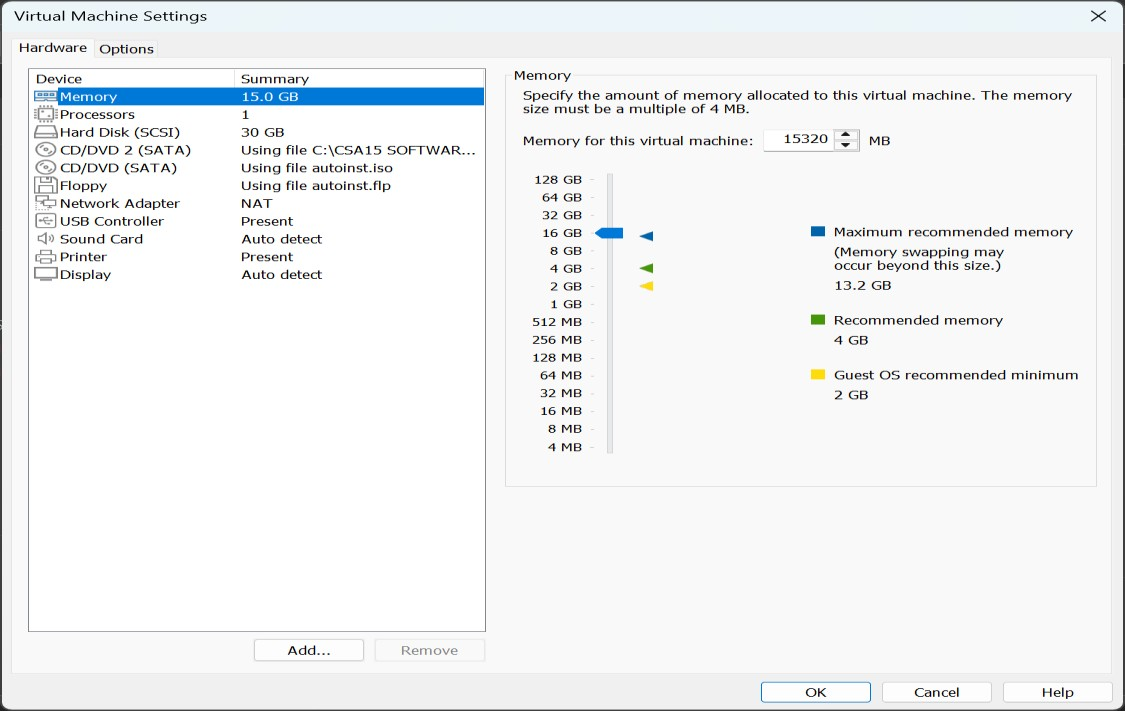 Virtual Machine Settings
Hardware Options
Device Summary
Memory 15.0 GB
Processors 1
Hard Disk (SCSI) 30 GB
CD/DVD 2 (SATA) Using file C:\CSA15 SOFTWAR...
CD/DVD (SATA) Using file autoinst.iso
Floppy Using file autoinst.flp
Network Adapter NAT
USB Controller Present
Sound Card Auto detect
Printer Present
Display Auto detect
Add... Remove
Memory
Specify the amount of memory allocated to this virtual machine. The memory
size must be a multiple of 4 MB.
Memory for this virtual machine: 15320 MB
128 GB
64 GB
32 GB
16 GB
8 GB
4 GB
2 GB
1 GB
512 MB
256 MB
128 MB
64 MB
32 MB
16 MB
8 MB
4 MB
Maximum recommended memory
(Memory swapping may
occur beyond this size.)
13.2 GB
Recommended memory
4 GB
Guest OS recommended minimum
2 GB
OK Cancel Help